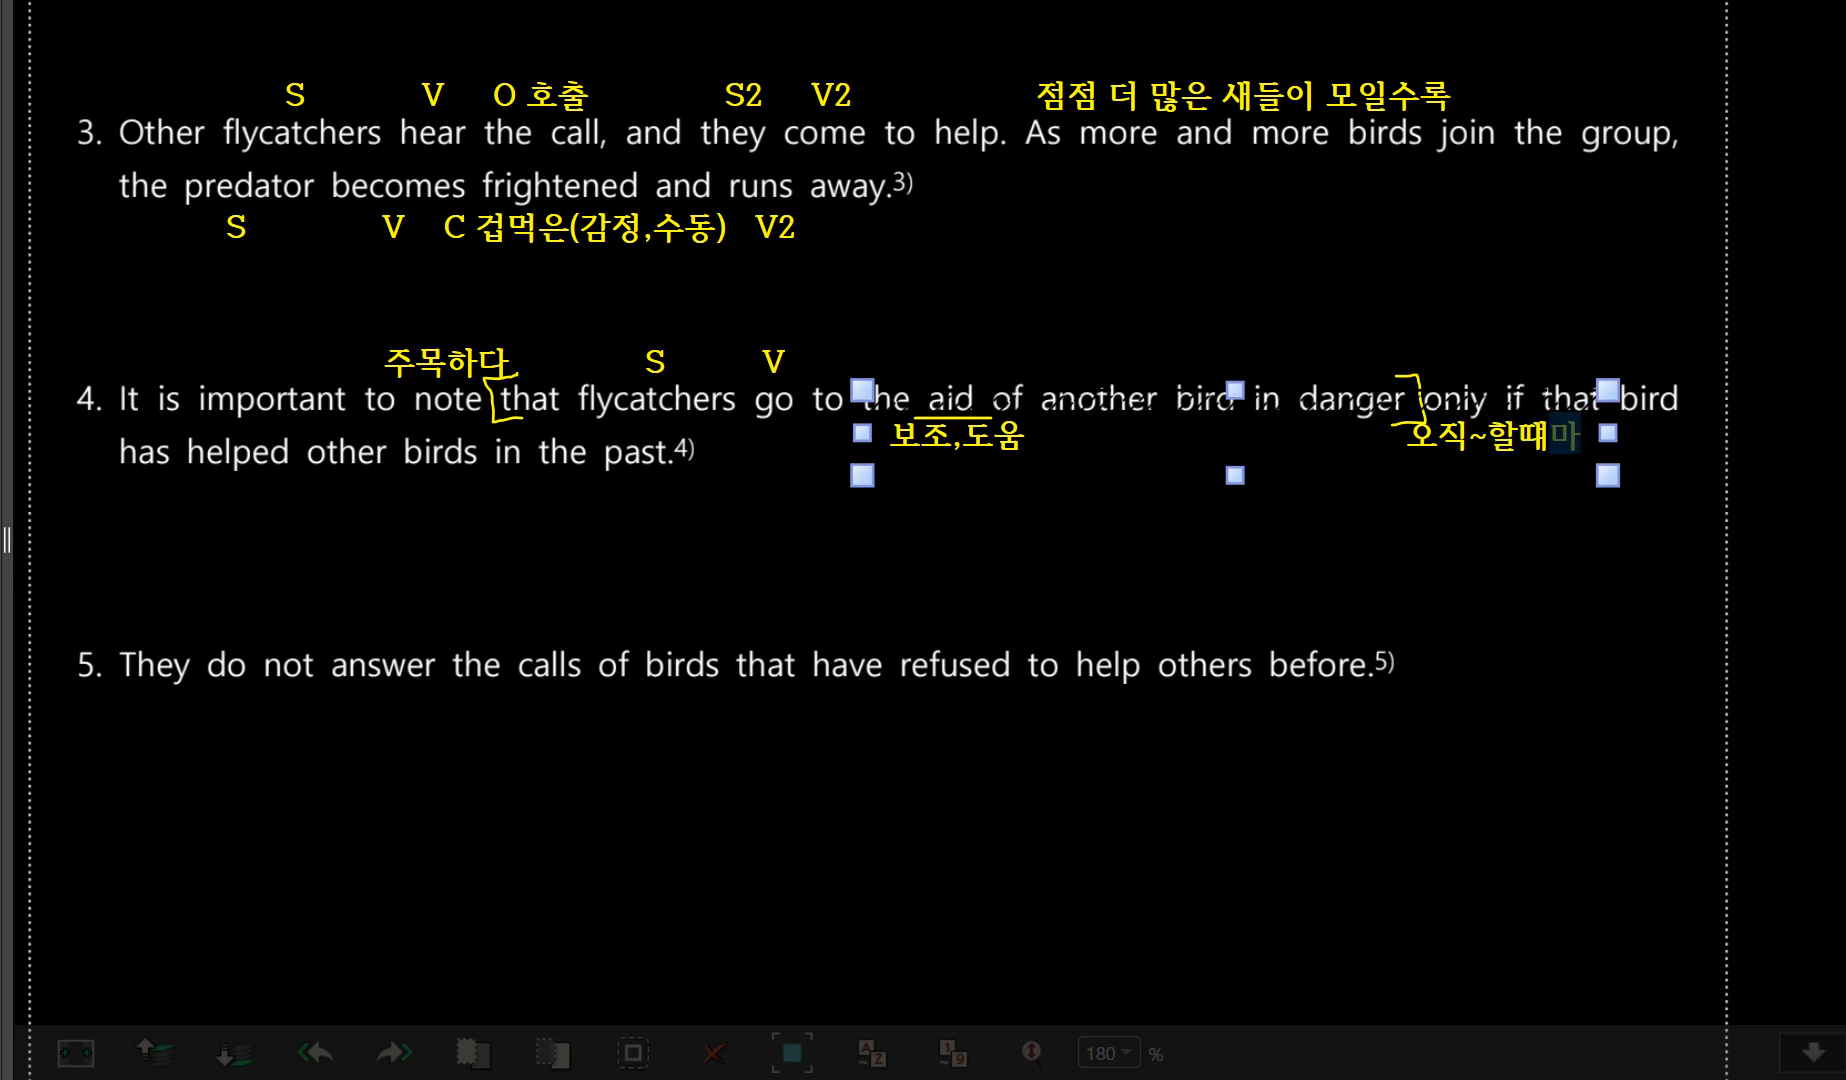 S V O 호출 S2 V2 점점 더 많은 새들이 모일수록
3. Other flycatchers hear the call, and they come to help. As more and more birds join the group,
the predator becomes frightened and runs away.3)
S V C 겁먹은(감정,수동) V2
주목하다 S V
4. It is important to note that flycatchers go to the aid of another bird in danger only if that bird
보조,도움 오직~할떄마
has helped other birds in the past.4)
5. They do not answer the calls of birds that have refused to help others before.5)
180 %